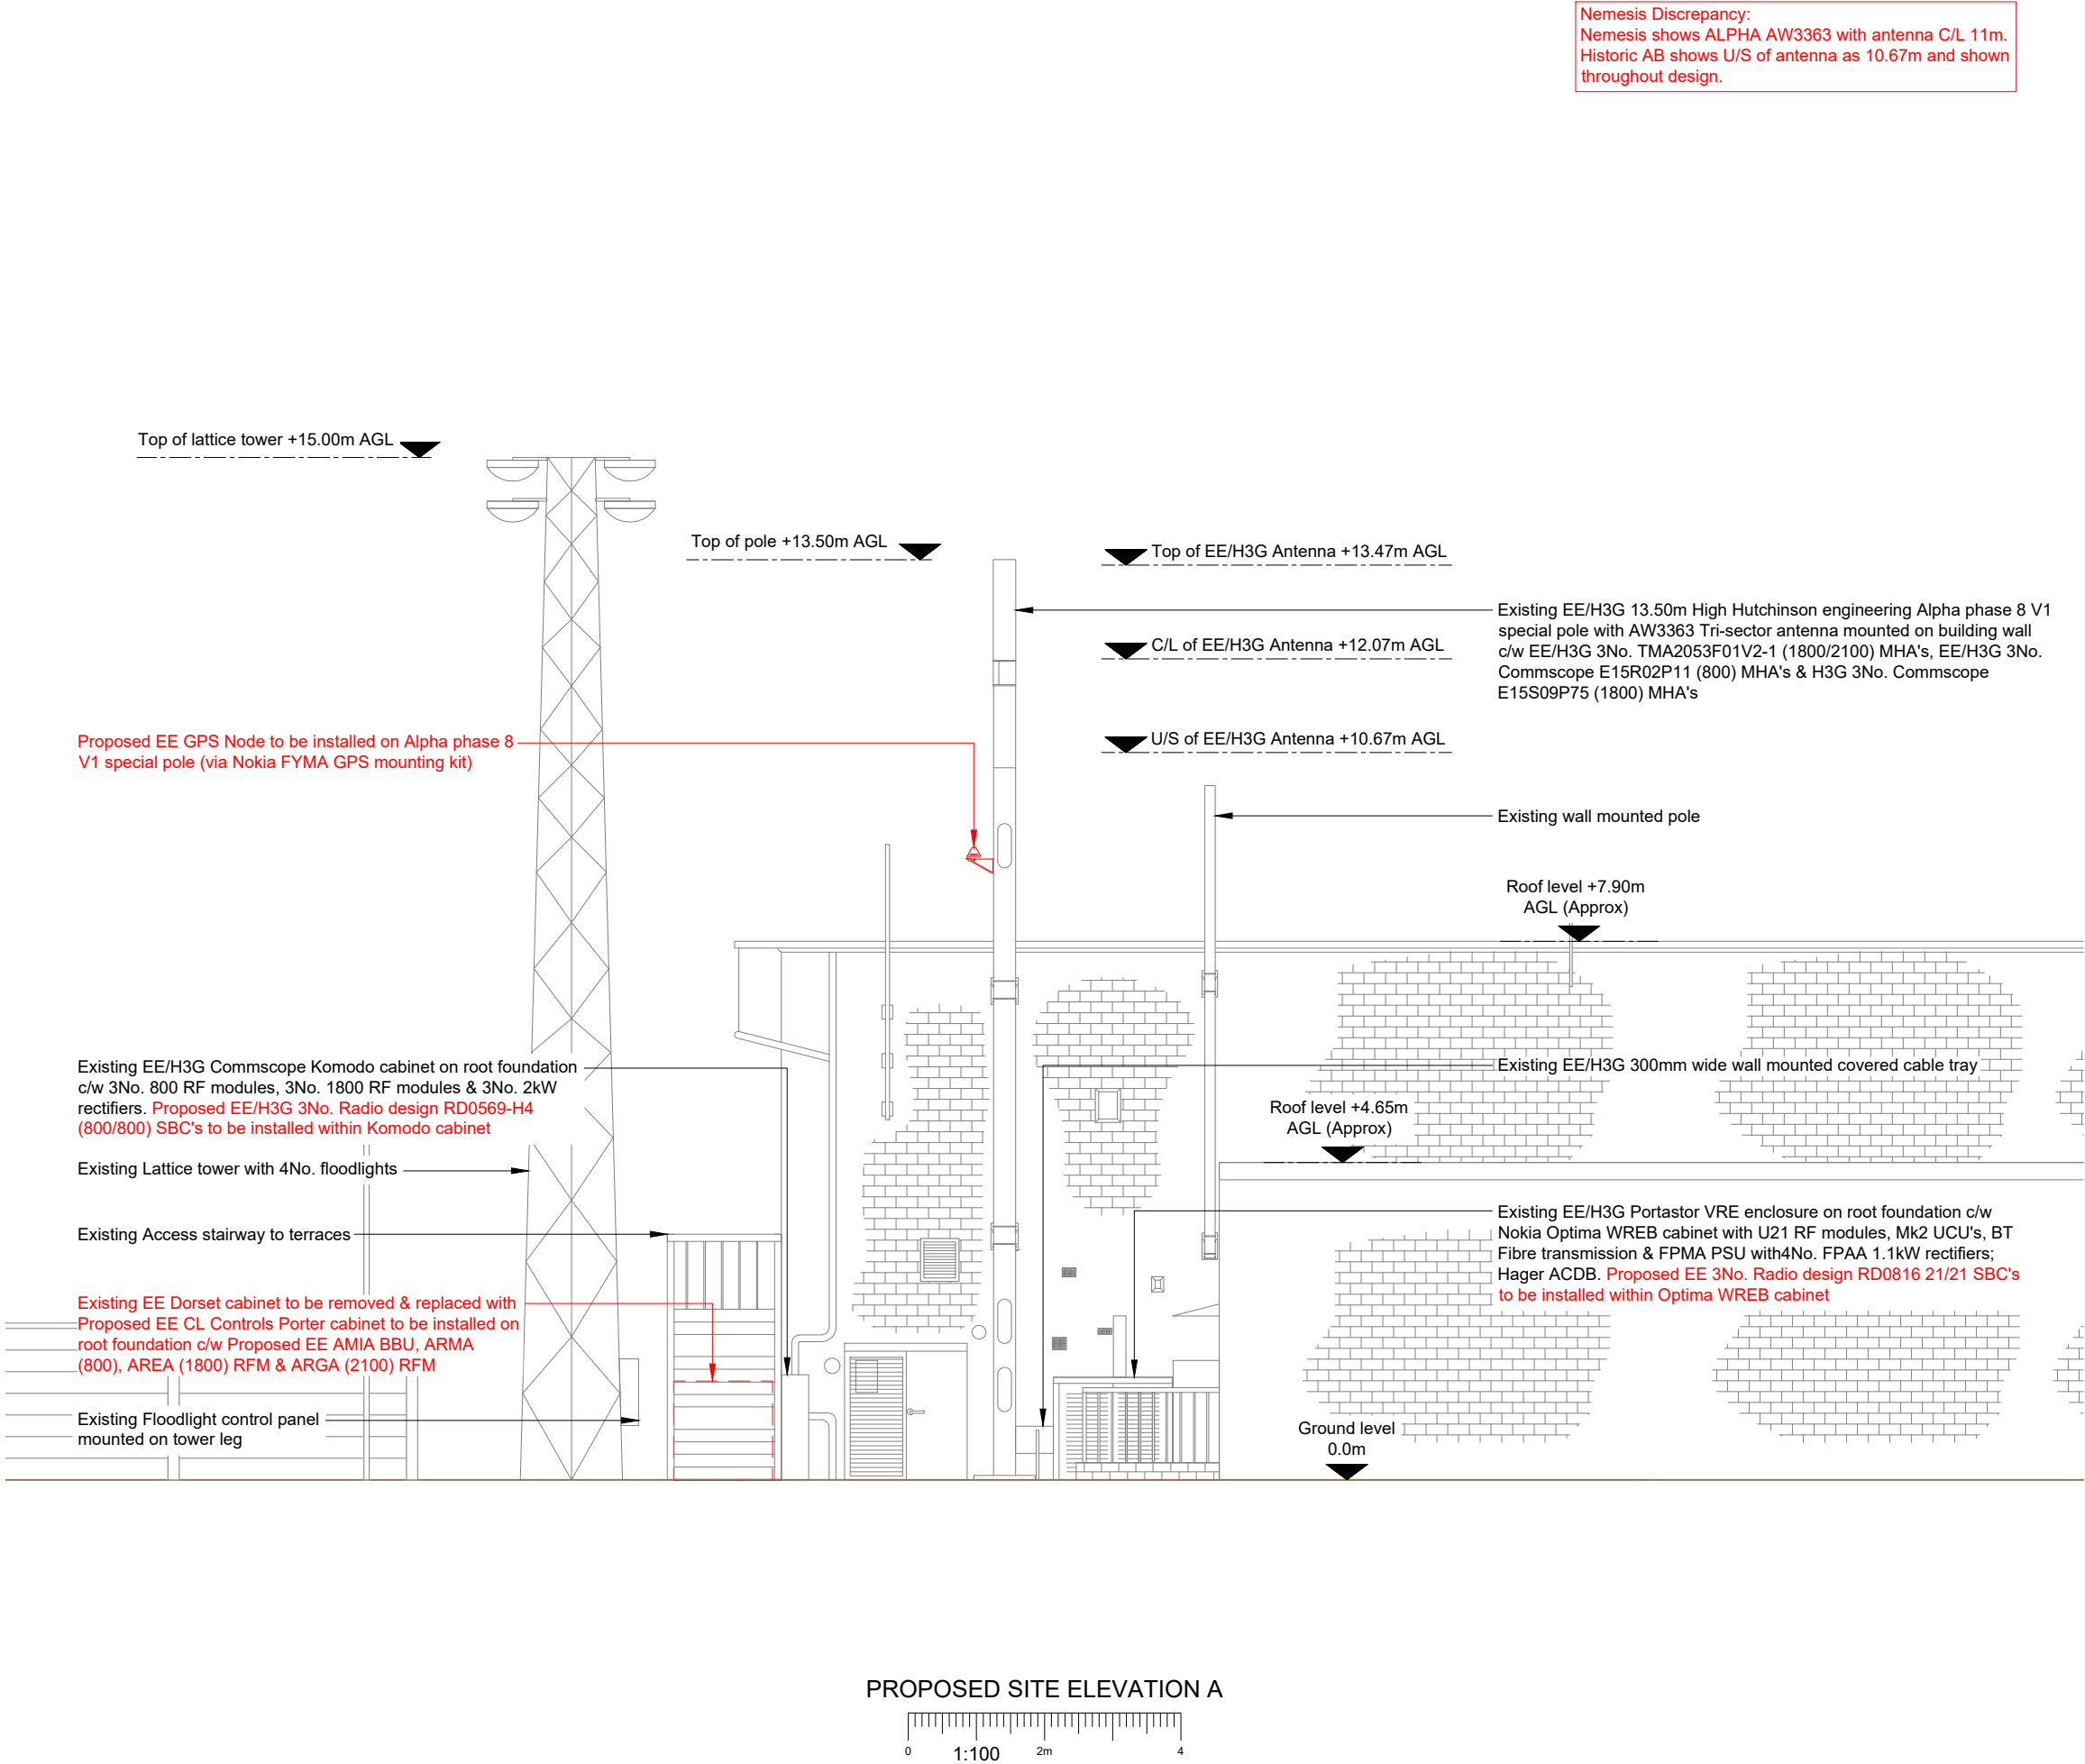 Nemesis Discrepancy:
Nemesis shows ALPHA AW3363 with antenna C/L 11m.
Historic AB shows U/S of antenna as 10.67m and shown
throughout design.
Top of lattice tower +15.00m AGL
Top of pole +13.50m AGL
Top of EE/H3G Antenna +13.47m AGL
Existing EE/H3G 13.50m High Hutchinson engineering Alpha phase 8 V1
special pole with AW3363 Tri-sector antenna mounted on building wall
c/w EE/H3G 3No. TMA2053F01V2-1 (1800/2100) MHA's, EE/H3G 3No.
Commscope E15R02P11 (800) MHA's & H3G 3No. Commscope
E15S09P75 (1800) MHA's
C/L of EE/H3G Antenna +12.07m AGL
U/S of EE/H3G Antenna +10.67m AGL
Proposed EE GPS Node to be installed on Alpha phase 8
V1 special pole (via Nokia FYMA GPS mounting kit)
Existing wall mounted pole
Roof level +7.90m
AGL (Approx)
Existing EE/H3G Commscope Komodo cabinet on root foundation
c/w 3No. 800 RF modules, 3No. 1800 RF modules & 3No. 2kW
rectifiers. Proposed EE/H3G 3No. Radio design RD0569-H4
(800/800) SBC's to be installed within Komodo cabinet
Existing EE/H3G 300mm wide wall mounted covered cable tray
Roof level +4.65m
AGL (Approx)
Existing Lattice tower with 4No. floodlights
Existing Access stairway to terraces
Existing EE/H3G Portastor VRE enclosure on root foundation c/w
Nokia Optima WREB cabinet with U21 RF modules, Mk2 UCU's, BT
Fibre transmission & FPMA PSU with4No. FPAA 1.1kW rectifiers;
Hager ACDB. Proposed EE 3No. Radio design RD0816 21/21 SBC's
to be installed within Optima WREB cabinet
Existing EE Dorset cabinet to be removed & replaced with
Proposed EE CL Controls Porter cabinet to be installed on
root foundation c/w Proposed EE AMIA BBU, ARMA
(800), AREA (1800) RFM & ARGA (2100) RFM
Existing Floodlight control panel
mounted on tower leg
Ground level
0.0m
PROPOSED SITE ELEVATION A
0 1:100 2m 4